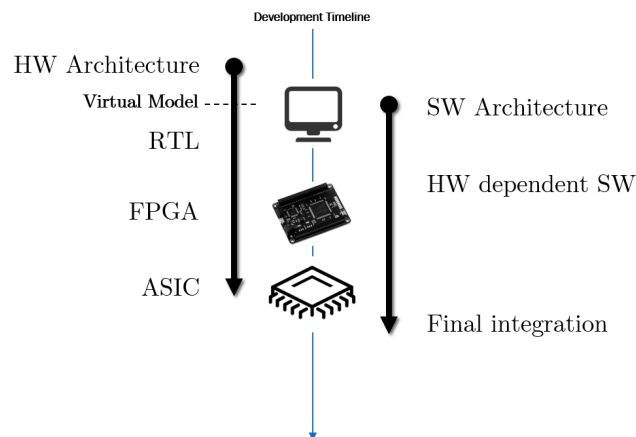 Development Timeline
HW Architecture
Virtual Model
RTL
FPGA
ASIC
SW Architecture
HW dependent SW
Final integration